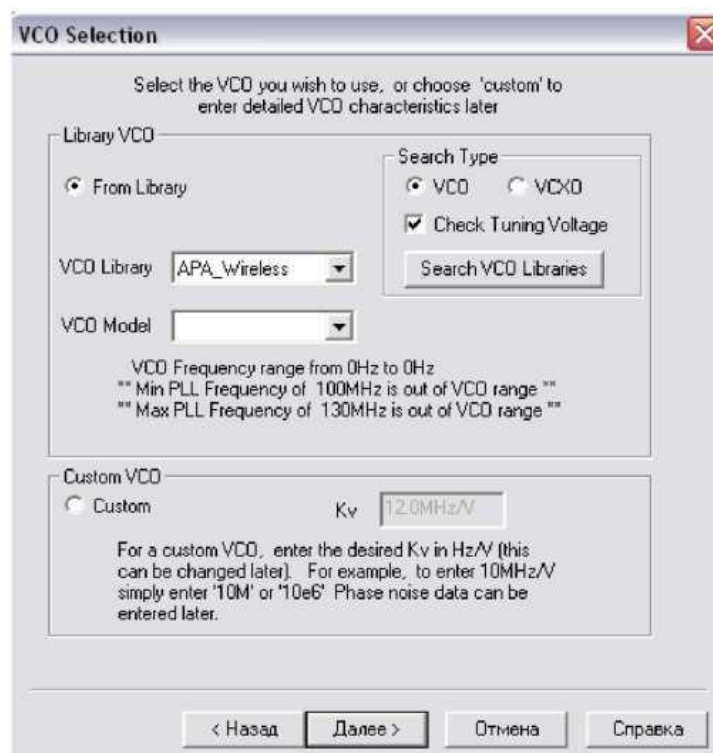 VCO Selection
Select the VCO you wish to use, or choose 'custom' to
enter detailed VCO characteristics later
Library VCO
From Library
Search Type
VCO VCXO
Check Tuning Voltage
VCO Library APA_Wireless
Search VCO Libraries
VCO Model
VCO Frequency range from 0Hz to 0Hz
** Min PLL Frequency of 100MHz is out of VCO range **
** Max PLL Frequency of 130MHz is out of VCO range **
Custom VCO
Custom Kv 12.0MHz/V
For a custom VCO, enter the desired Kv in Hz/V (this
can be changed later). For example, to enter 10MHz/V
simply enter '10M' or '10e6' Phase noise data can be
entered later.
< Назад Далее > Отмена Справка